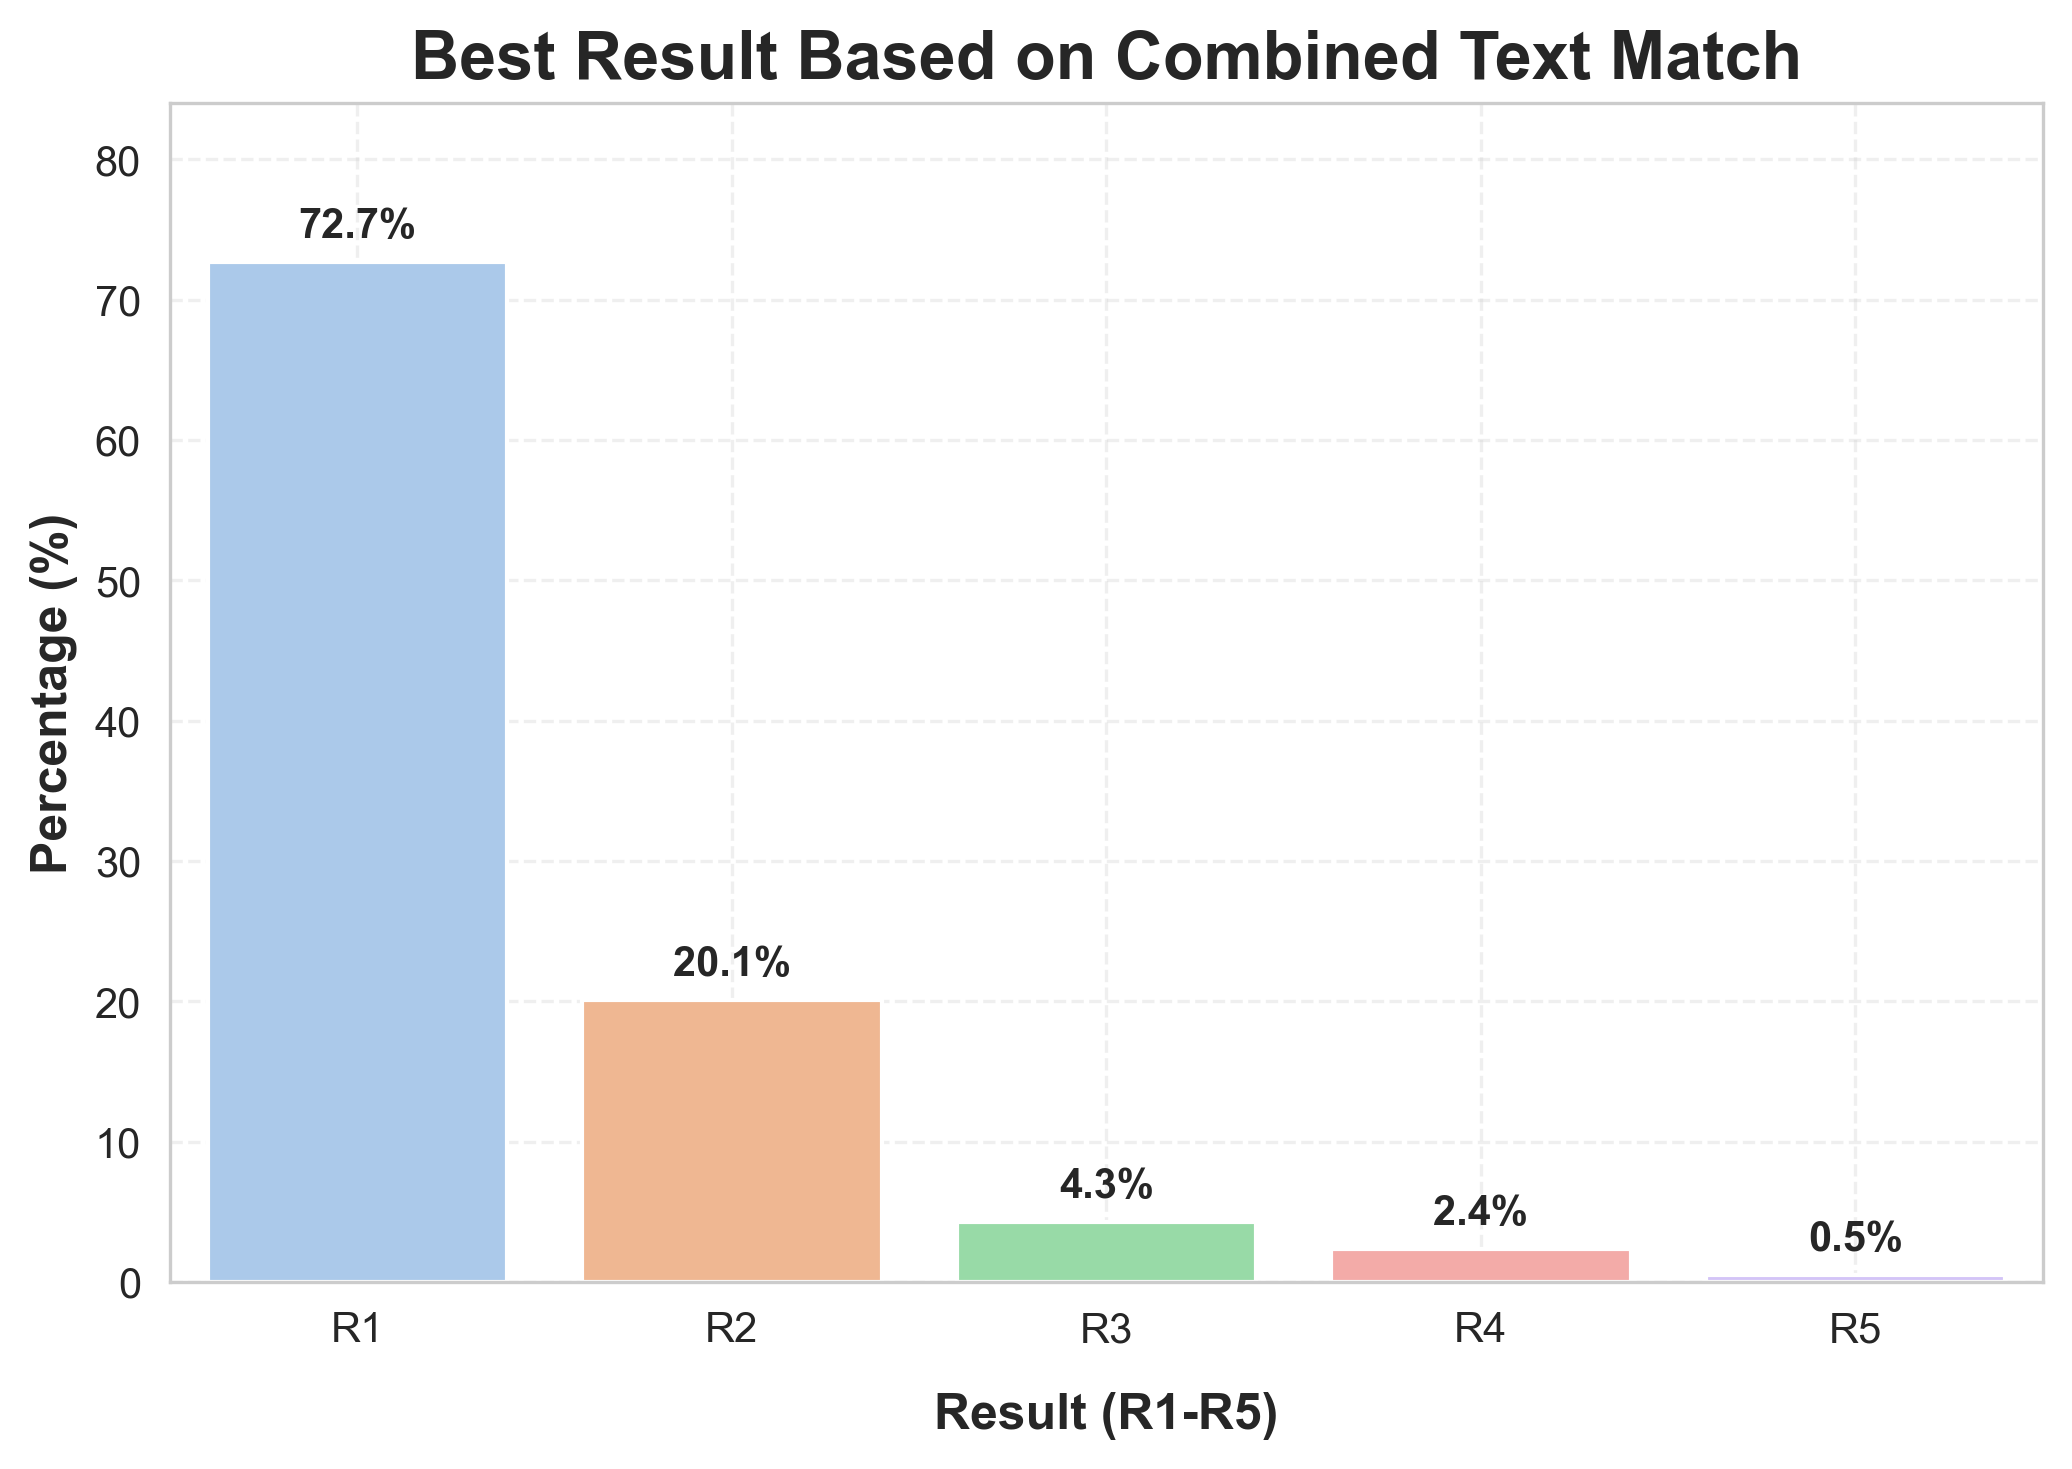 Best Result Based on Combined Text Match
Percentage (%)
80
70
60
50
40
30
20
10
0
72.7%
20.1%
4.3%
2.4%
0.5%
R1
R2
R3
R4
R5
Result (R1-R5)